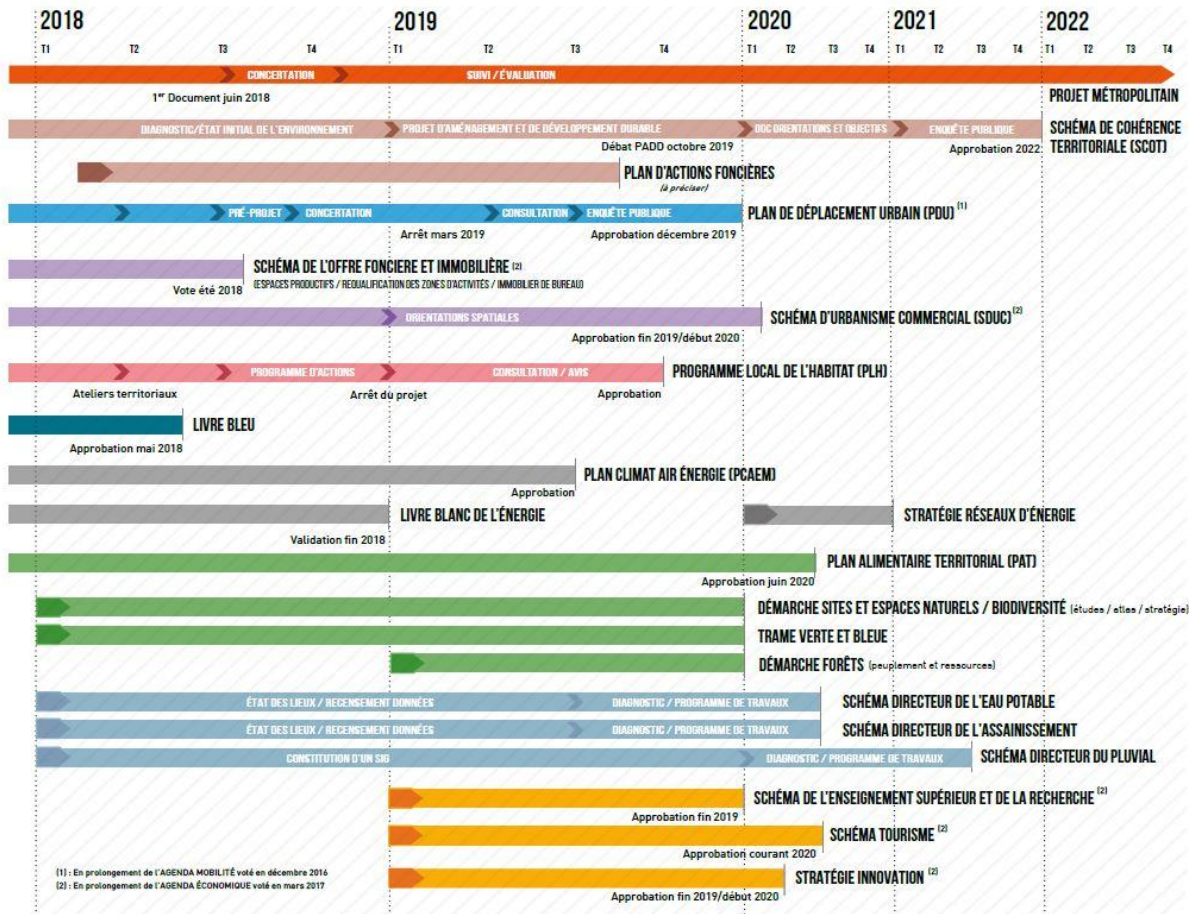 2018 2019 2020 2021 2022
T1 T2 T3 T4 T1 T2 T3 T4 T1 T2 T3 T4 T1 T2 T3 T4 T1 T2 T3 T4
CONCERTATION SUIVI / ÉVALUATION
1er Document juin 2018
PROJET MÉTROPOLITAIN
DIAGNOSTIC/ÉTAT INITIAL DE L'ENVIRONNEMENT PROJET D'AMÉNAGEMENT ET DE DÉVELOPPEMENT DURABLE DOC ORIENTATIONS ET OBJECTIFS ENQUÊTE PUBLIQUE
SCHÉMA DE COHÉRENCE
TERRITORIALE (SCOT)
Débat PADD octobre 2019 Approbation 2022
PLAN D'ACTIONS FONCIÈRES
(à préciser)
PRÉ-PROJET CONCERTATION CONSULTATION ENQUÊTE PUBLIQUE PLAN DE DÉPLACEMENT URBAIN (PDU) (1)
Arrêt mars 2019 Approbation décembre 2019
SCHÉMA DE L'OFFRE FONCIERE ET IMMOBILIÈRE (2)
Vote été 2018 (ESPACES PRODUCTIFS / REQUALIFICATION DES ZONES D'ACTIVITÉS / IMMOBILIER DE BUREAU)
ORIENTATIONS SPATIALES SCHÉMA D'URBANISME COMMERCIAL (SDUC) (2)
Approbation fin 2019/début 2020
PROGRAMME D'ACTIONS CONSULTATION / AVIS PROGRAMME LOCAL DE L'HABITAT (PLH)
Ateliers territoriaux Arrêt du projet Approbation
LIVRE BLEU
Approbation mai 2018
PLAN CLIMAT AIR ÉNERGIE (PCAEM)
Approbation
LIVRE BLANC DE L'ÉNERGIE STRATÉGIE RÉSEAUX D'ÉNERGIE
Validation fin 2018
PLAN ALIMENTAIRE TERRITORIAL (PAT)
Approbation juin 2020
DÉMARCHE SITES ET ESPACES NATURELS / BIODIVERSITÉ (études / atlas / stratégie)
TRAME VERTE ET BLEUE
DÉMARCHE FORÊTS (peuplement et ressources)
ÉTAT DES LIEUX / RECENSEMENT DONNÉES DIAGNOSTIC / PROGRAMME DE TRAVAUX SCHÉMA DIRECTEUR DE L'EAU POTABLE
ÉTAT DES LIEUX / RECENSEMENT DONNÉES DIAGNOSTIC / PROGRAMME DE TRAVAUX SCHÉMA DIRECTEUR DE L'ASSAINISSEMENT
CONSTITUTION D'UN SIG DIAGNOSTIC / PROGRAMME DE TRAVAUX SCHÉMA DIRECTEUR DU PLUVIAL
SCHÉMA DE L'ENSEIGNEMENT SUPÉRIEUR ET DE LA RECHERCHE (2)
Approbation fin 2019
SCHÉMA TOURISME (2)
Approbation courant 2020
STRATÉGIE INNOVATION (2)
Approbation fin 2019/début 2020
(1) : En prolongement de l'AGENDA MOBILITÉ voté en décembre 2016
(2) : En prolongement de l'AGENDA ÉCONOMIQUE voté en mars 2017